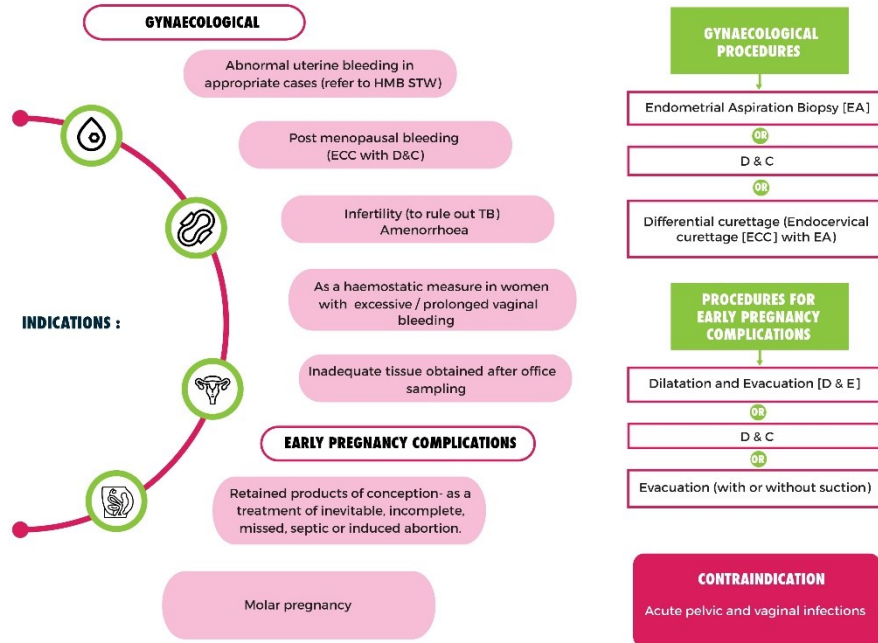 GYNAECOLOGICAL
Abnormal uterine bleeding in
appropriate cases (refer to HMB STW)
Post menopausal bleeding
(ECC with D&C)
Infertility (to rule out TB)
Amenorrhoea
As a haemostatic measure in women
with excessive / prolonged vaginal
bleeding
INDICATIONS :
Inadequate tissue obtained after office
sampling
EARLY PREGNANCY COMPLICATIONS
Retained products of conception- as a
treatment of inevitable, incomplete,
missed, septic or induced abortion.
Molar pregnancy
GYNAECOLOGICAL
PROCEDURES
Endometrial Aspiration Biopsy [EA]
OR
D & C
OR
Differential curettage (Endocervical
curettage [ECC] with EA)
PROCEDURES FOR
EARLY PREGNANCY
COMPLICATIONS
Dilatation and Evacuation [D & E]
OR
D & C
OR
Evacuation (with or without suction)
CONTRAINDICATION
Acute pelvic and vaginal infections